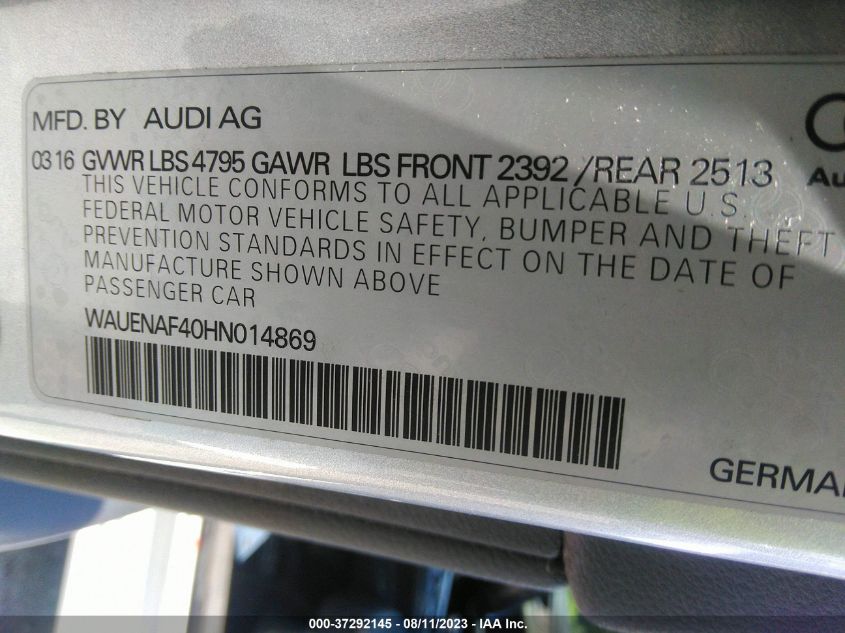 MFD. BY AUDI AG
03 16 GVWR LBS 4795 GAWR LBS FRONT 2392 /REAR 2513
THIS VEHICLE CONFORMS TO ALL APPLICABLE U.S.
FEDERAL MOTOR VEHICLE SAFETY, BUMPER AND THEFT
PREVENTION STANDARDS IN EFFECT ON THE DATE OF
MANUFACTURE SHOWN ABOVE
PASSENGER CAR
WAUENAF40HN014869
000-37292145 - 08/11/2023 - IAA Inc.